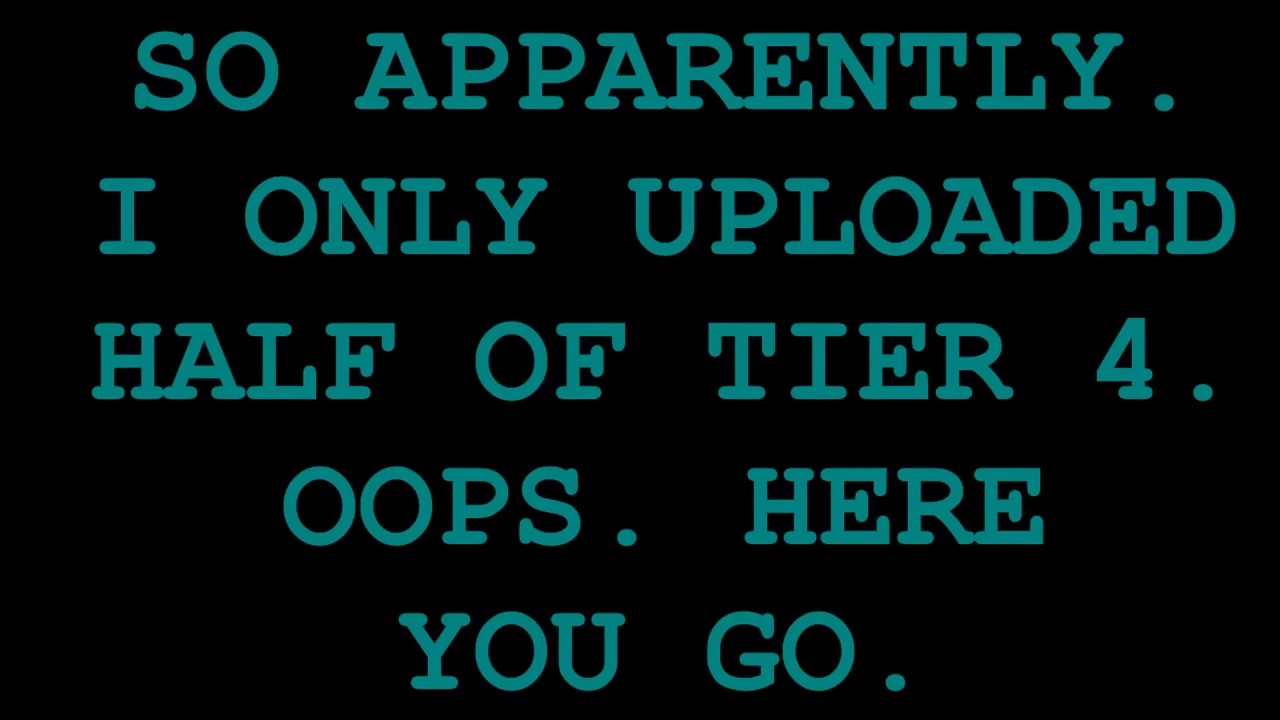 SO APPARENTLY.
I ONLY UPLOADED
HALF OF TIER 4.
OOPS. HERE
YOU GO.